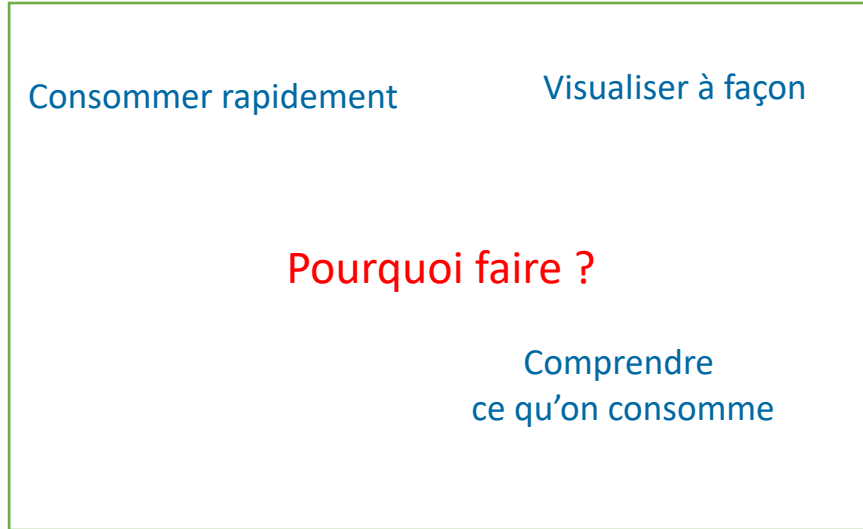 Consommer rapidement
Visualiser à façon
Pourquoi faire ?
Comprendre
ce qu’on consomme